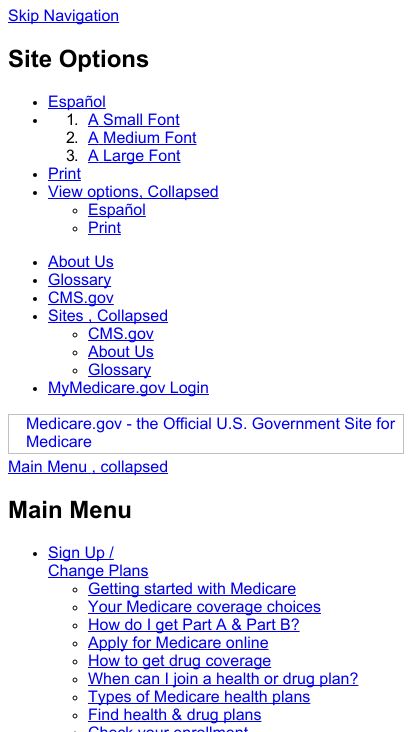 Skip Navigation
Site Options
Español
1. A Small Font
2. A Medium Font
3. A Large Font
Print
View options, Collapsed
Español
Print
About Us
Glossary
CMS.gov
Sites , Collapsed
CMS.gov
About Us
Glossary
MyMedicare.gov Login
Medicare.gov - the Official U.S. Government Site for
Medicare
Main Menu , collapsed
Main Menu
Sign Up /
Change Plans
Getting started with Medicare
Your Medicare coverage choices
How do I get Part A & Part B?
Apply for Medicare online
How to get drug coverage
When can I join a health or drug plan?
Types of Medicare health plans
Find health & drug plans
Check your enrollment